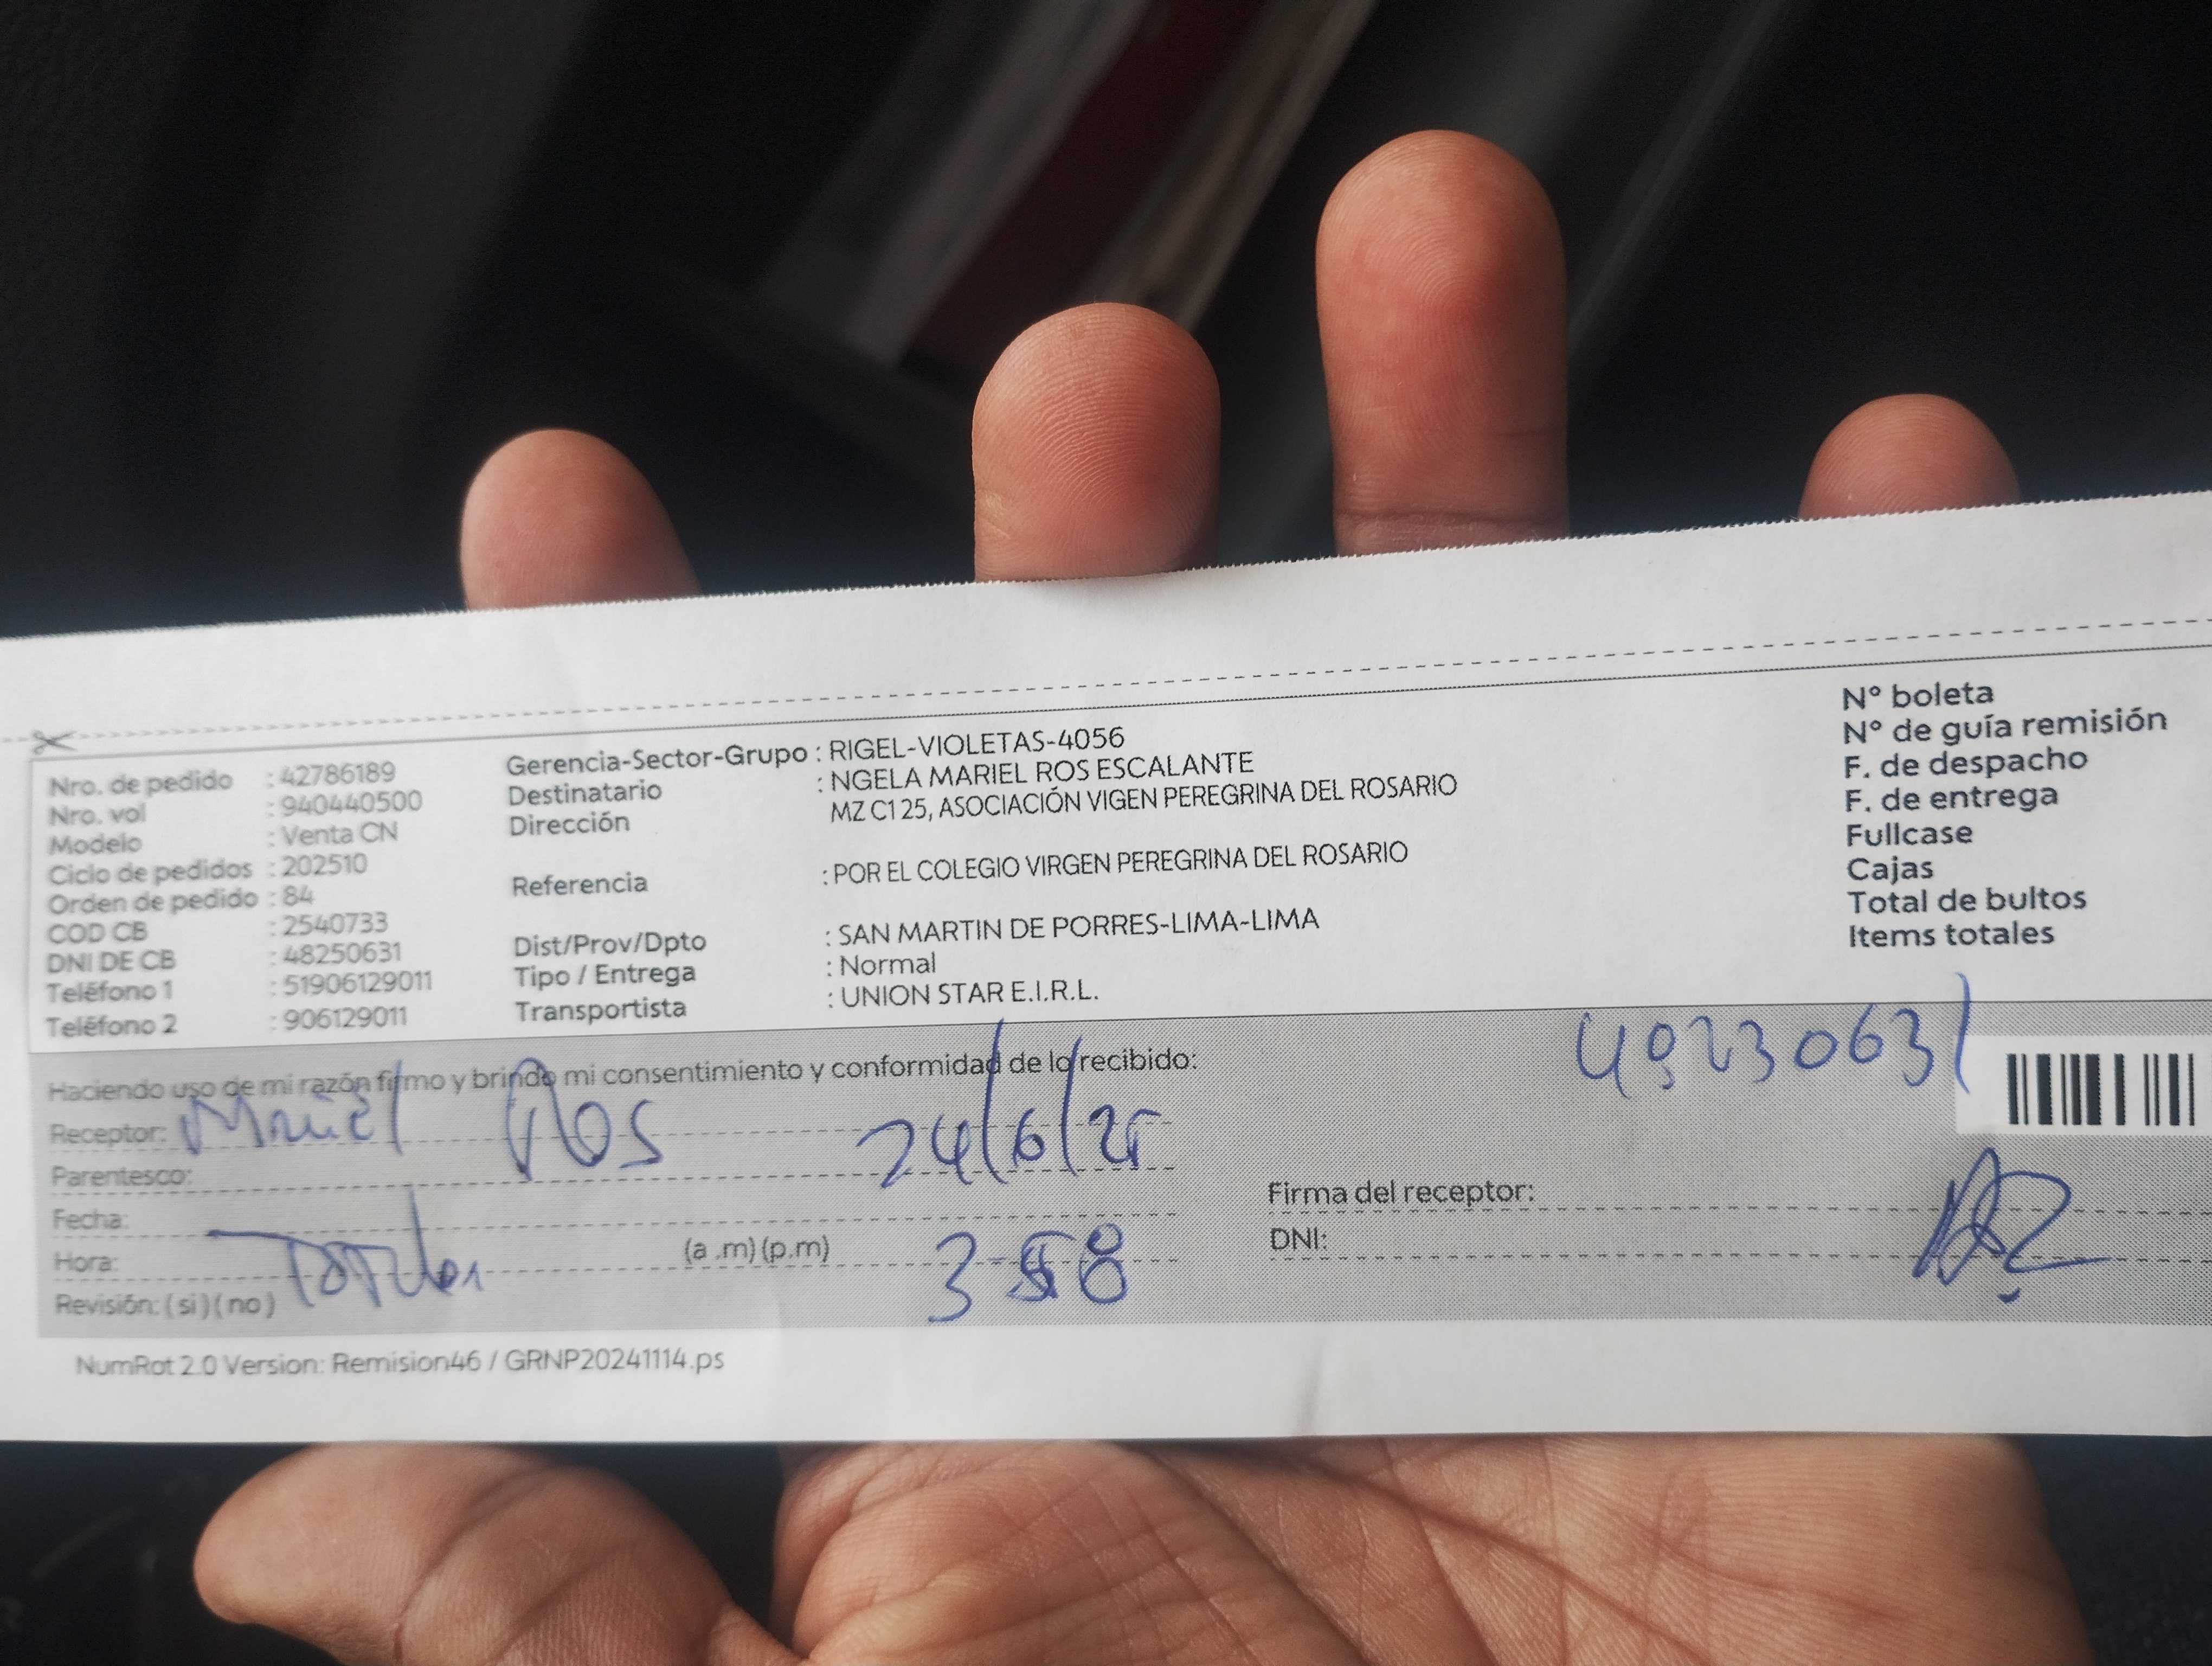 Nro. de pedido : 42786189
Nro. vol : 940440500
Modelo : Venta CN
Ciclo de pedidos : 202510
Orden de pedido : 84
COD CB : 2540733
DNI DE CB : 48250631
Teléfono 1 : 51906129011
Teléfono 2 : 906129011
Gerencia-Sector-Grupo : RIGEL-VIOLETAS-4056
Destinatario : NGELA MARIEL ROS ESCALANTE
Dirección MZ C1 25, ASOCIACIÓN VIGEN PEREGRINA DEL ROSARIO
Referencia : POR EL COLEGIO VIRGEN PEREGRINA DEL ROSARIO
Dist/Prov/Dpto : SAN MARTIN DE PORRES-LIMA-LIMA
Tipo / Entrega : Normal
Transportista : UNION STAR E.I.R.L.
N° boleta
N° de guía remisión
F. de despacho
F. de entrega
Fullcase
Cajas
Total de bultos
Items totales
Haciendo uso de mi razón firmo y brindo mi consentimiento y conformidad de lo recibido:
Receptor: Mariel Ros 24/6/25
Parentesco:
Fecha:
Hora: (a .m) (p.m)
Revisión: ( si ) ( no )
Firma del receptor:
DNI:
NumRot 2.0 Version: Remision46 / GRNP20241114.ps